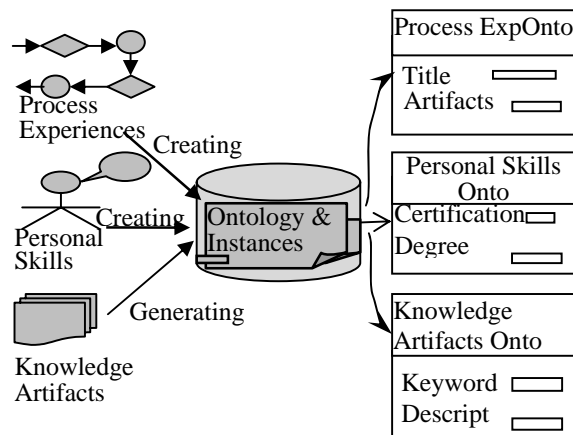 Process
Experiences
Creating
Creating
Personal
Skills
Generating
Knowledge
Artifacts
Ontology &
Instances
Process ExpOnto
Title
Artifacts
Personal Skills
Onto
Certification
Degree
Knowledge
Artifacts Onto
Keyword
Descript